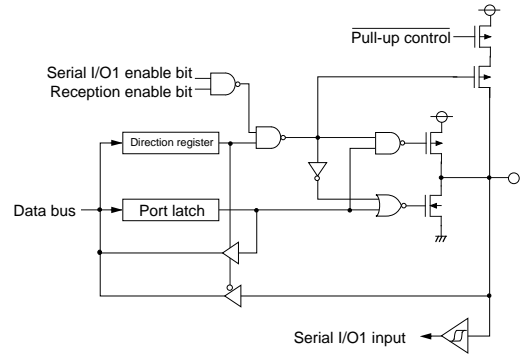 Pull-up control
Serial I/O1 enable bit
Reception enable bit
Direction register
Data bus
Port latch
Serial I/O1 input